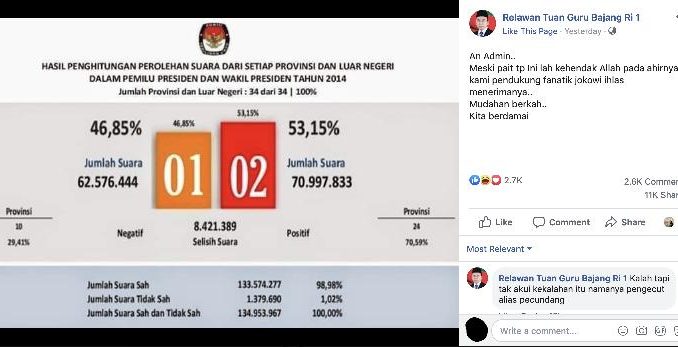 KPU
HASIL PENGHITUNGAN PEROLEHAN SUARA DARI SETIAP PROVINSI DAN LUAR NEGERI
DALAM PEMILU PRESIDEN DAN WAKIL PRESIDEN TAHUN 2014
Jumlah Provinsi dan Luar Negeri : 34 dari 34 | 100%
46,85%
46,85%
53,15%
53,15%
Jumlah Suara
62.576.444
01
02
Jumlah Suara
70.997.833
Provinsi
10
29,41%
Negatif
8.421.389
Selisih Suara
Positif
Provinsi
24
70,59%
Jumlah Suara Sah 133.574.277 98,98%
Jumlah Suara Tidak Sah 1.379.690 1,02%
Jumlah Suara Sah dan Tidak Sah 134.953.967 100,00%
Relawan Tuan Guru Bajang Ri 1
Like This Page · Yesterday ·
An Admin..
Meski pait tp Ini lah kehendak Allah pada ahirnya
kami pendukung fanatik jokowi ihlas
menerimanya..
Mudahan berkah..
Kita berdamai
2.7K
2.6K Commen
11K Shar
Like Comment Share
Most Relevant
Relawan Tuan Guru Bajang Ri 1 Kalah tapi
tak akui kekalahan itu namanya pengecut
alias pecundang
Write a comment...